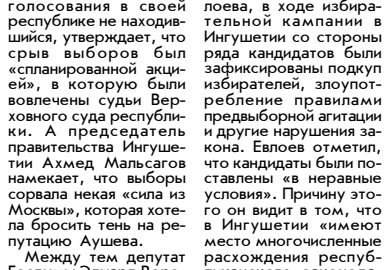 голосования в своей
республике не находив-
шийся, утверждает, что
срыв выборов был
«спланированной акци-
ей», в которую были
вовлечены судьи Вер-
ховного суда республи-
ки. А председатель
правительства Ингуше-
тии Ахмед Мальсагов
намекает, что выборы
сорвала некая «сила из
Москвы», которая хоте-
ла бросить тень на ре-
путацию Аушева.
Между тем депутат
лоева, в ходе избира-
тельной кампании в
Ингушетии со стороны
ряда кандидатов были
зафиксированы подкуп
избирателей, злоупот-
ребление правилами
предвыборной агитации
и другие нарушения за-
кона. Евлоев отметил,
что кандидаты были по-
ставлены «в неравные
условия». Причину это-
го он видит в том, что
в Ингушетии «имеют
место многочисленные
расхождения респуб-